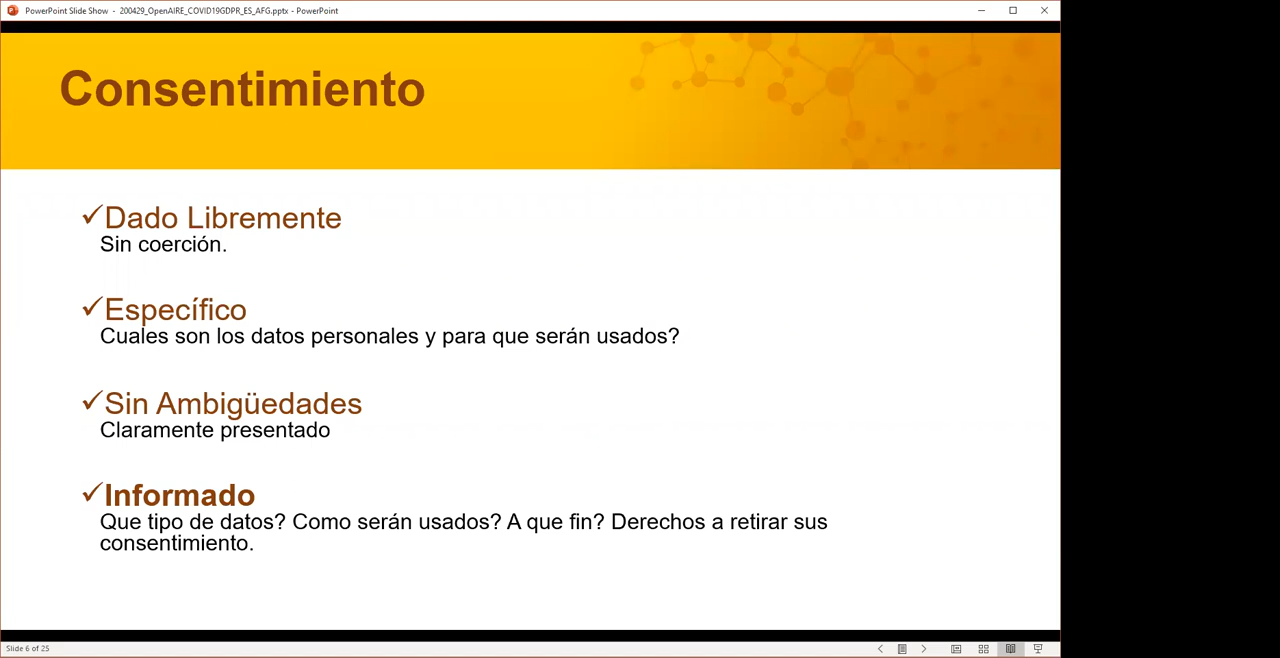 PowerPoint Slide Show - 200429_OpenAIRE_COVID19GDPR_ES_AFG.pptx - PowerPoint
Consentimiento
✓Dado Libremente
Sin coerción.
✓Específico
Cuales son los datos personales y para que serán usados?
✓Sin Ambigüedades
Claramente presentado
✓Informado
Que tipo de datos? Como serán usados? A que fin? Derechos a retirar sus
consentimiento.
Slide 6 of 25